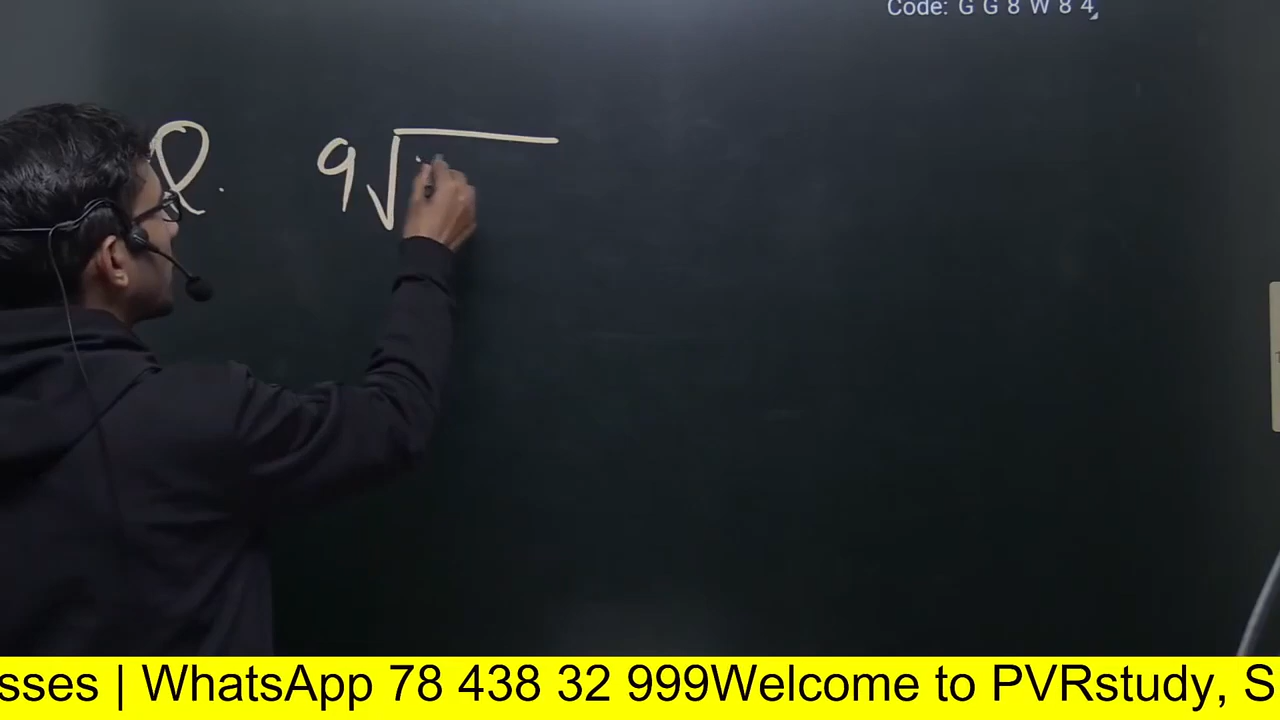 Code: G G 8 W 8 4
Q. 9√
sses | WhatsApp 78 438 32 999Welcome to PVRstudy, S